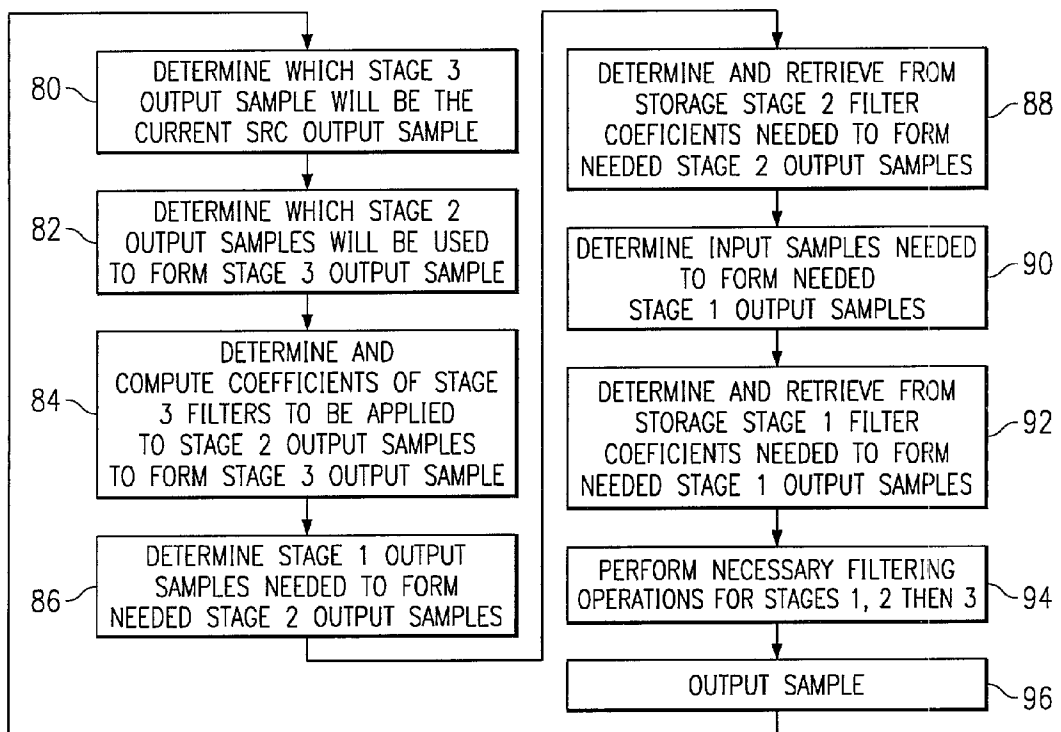 80
DETERMINE WHICH STAGE 3
OUTPUT SAMPLE WILL BE THE
CURRENT SRC OUTPUT SAMPLE
82
DETERMINE WHICH STAGE 2
OUTPUT SAMPLES WILL BE USED
TO FORM STAGE 3 OUTPUT SAMPLE
84
DETERMINE AND
COMPUTE COEFFICIENTS OF STAGE
3 FILTERS TO BE APPLIED
TO STAGE 2 OUTPUT SAMPLES
TO FORM STAGE 3 OUTPUT SAMPLE
86
DETERMINE STAGE 1 OUTPUT
SAMPLES NEEDED TO FORM
NEEDED STAGE 2 OUTPUT SAMPLES
DETERMINE AND RETRIEVE FROM
STORAGE STAGE 2 FILTER
COEFICIENTS NEEDED TO FORM
NEEDED STAGE 2 OUTPUT SAMPLES
88
DETERMINE INPUT SAMPLES NEEDED
TO FORM NEEDED
STAGE 1 OUTPUT SAMPLES
90
DETERMINE AND RETRIEVE FROM
STORAGE STAGE 1 FILTER
COEFICIENTS NEEDED TO FORM
NEEDED STAGE 1 OUTPUT SAMPLES
92
PERFORM NECESSARY FILTERING
OPERATIONS FOR STAGES 1, 2 THEN 3
94
OUTPUT SAMPLE
96